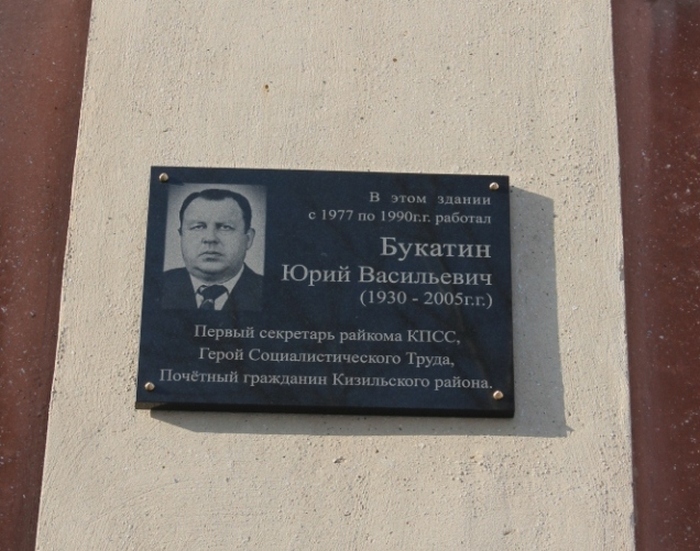 В этом здании
с 1977 по 1990г.г. работал
Букатин
Юрий Васильевич
(1930 - 2005г.г.)
Первый секретарь райкома КПСС,
Герой Социалистического Труда,
Почётный гражданин Кизильского района.